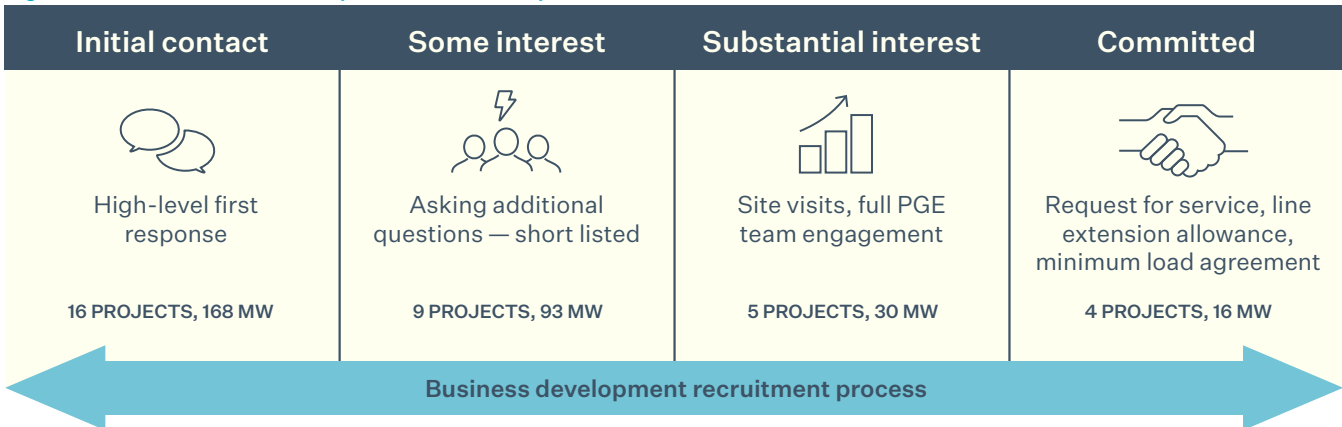 Initial contact
Some interest
Substantial interest
Committed
High-level first
response
Asking additional
questions — short listed
Site visits, full PGE
team engagement
Request for service, line
extension allowance,
minimum load agreement
16 PROJECTS, 168 MW
9 PROJECTS, 93 MW
5 PROJECTS, 30 MW
4 PROJECTS, 16 MW
Business development recruitment process